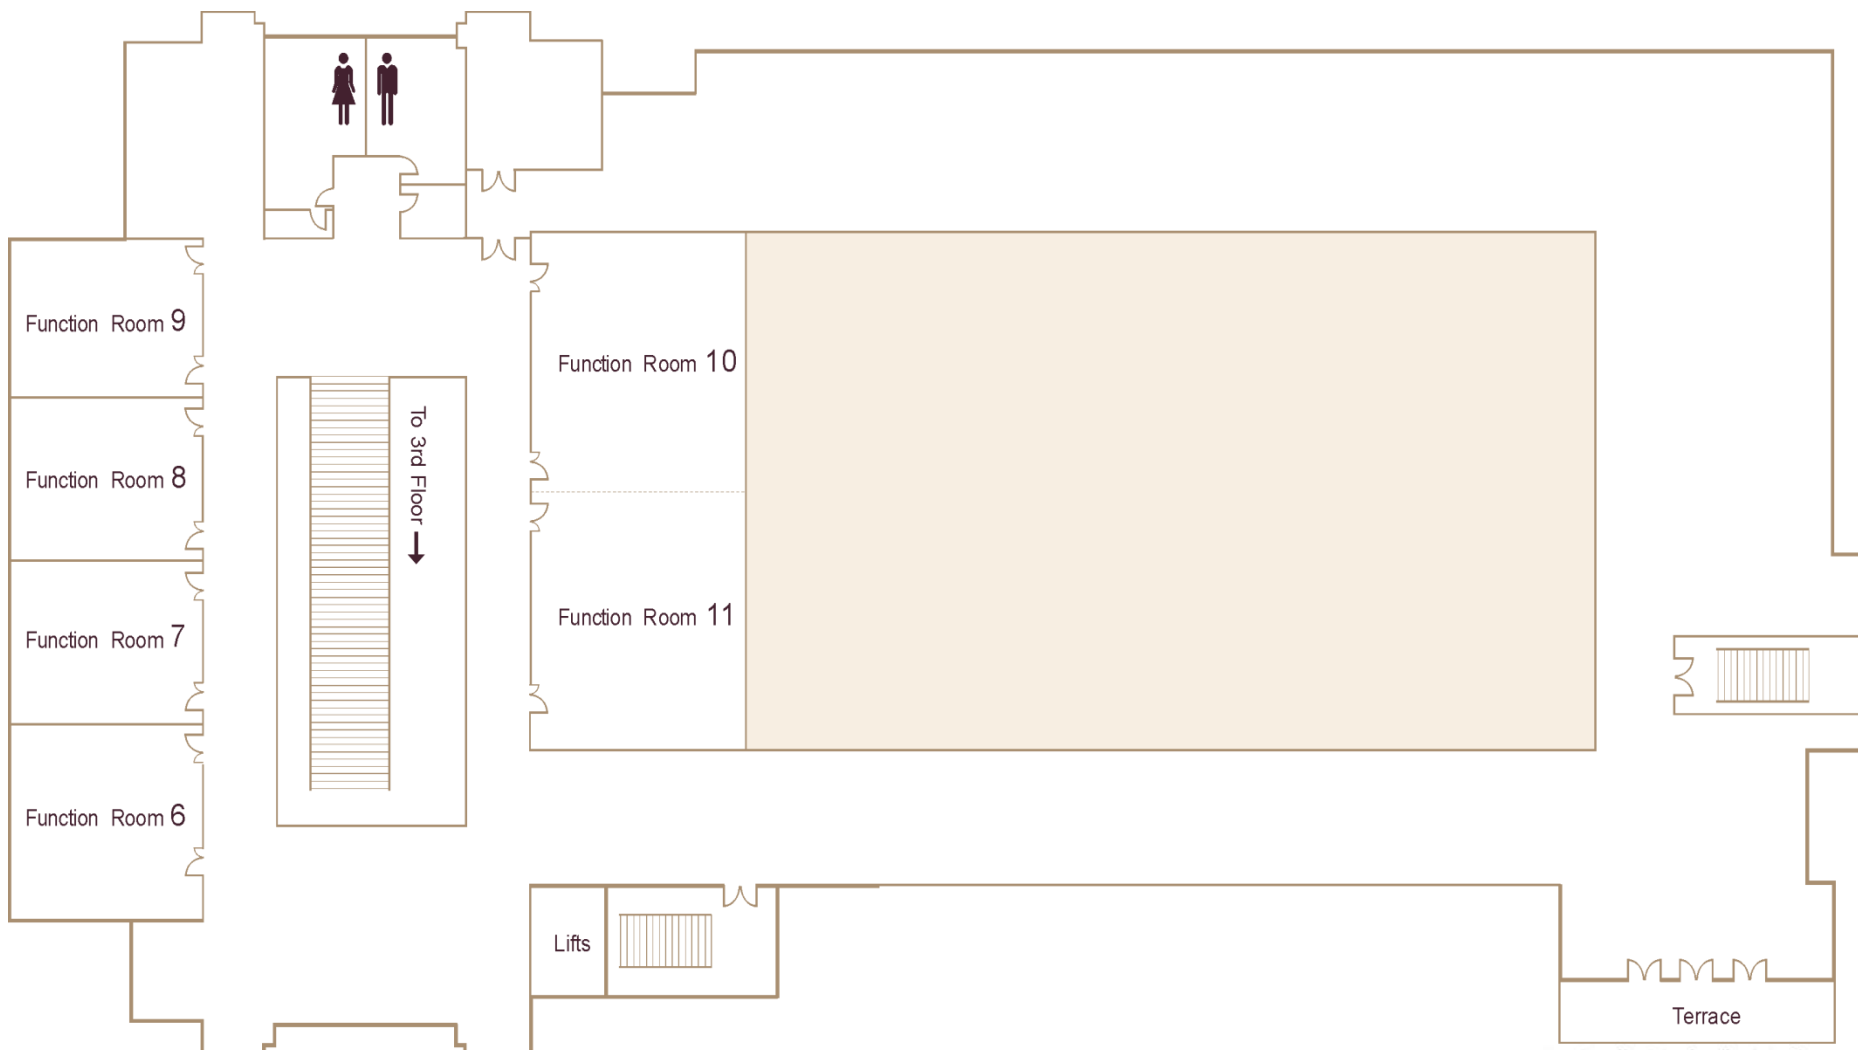 Function Room 9
Function Room 10
To 3rd Floor
Function Room 8
Function Room 11
Function Room 7
Function Room 6
Lifts
Terrace